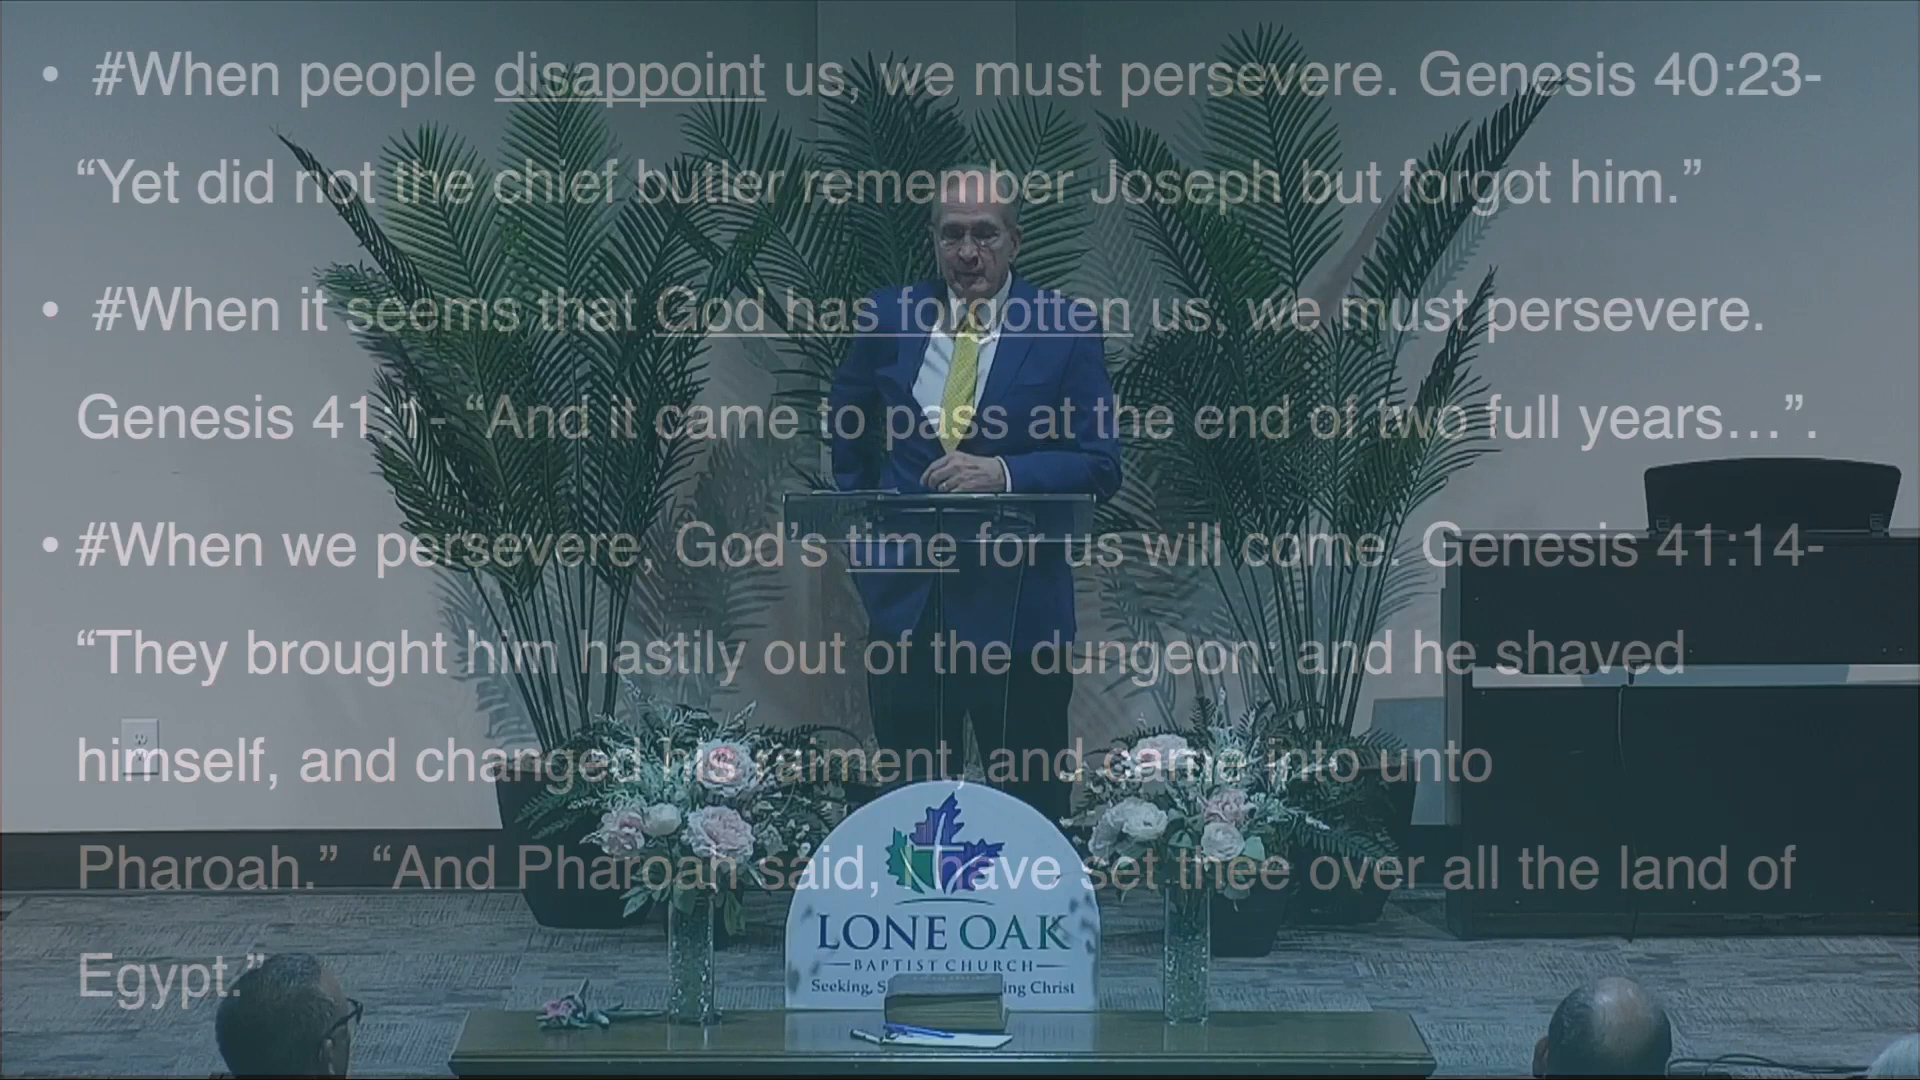 • #When people disappoint us, we must persevere. Genesis 40:23-
“Yet did not the chief butler remember Joseph but forgot him.”
• #When it seems that God has forgotten us, we must persevere.
Genesis 41:1- “And it came to pass at the end of two full years…”.
• #When we persevere, God’s time for us will come. Genesis 41:14-
“They brought him hastily out of the dungeon: and he shaved
himself, and changed his raiment, and came into unto
Pharoah.” “And Pharoah said, I have set thee over all the land of
Egypt.”
LONE OAK
BAPTIST CHURCH
Seeking, ing Christ